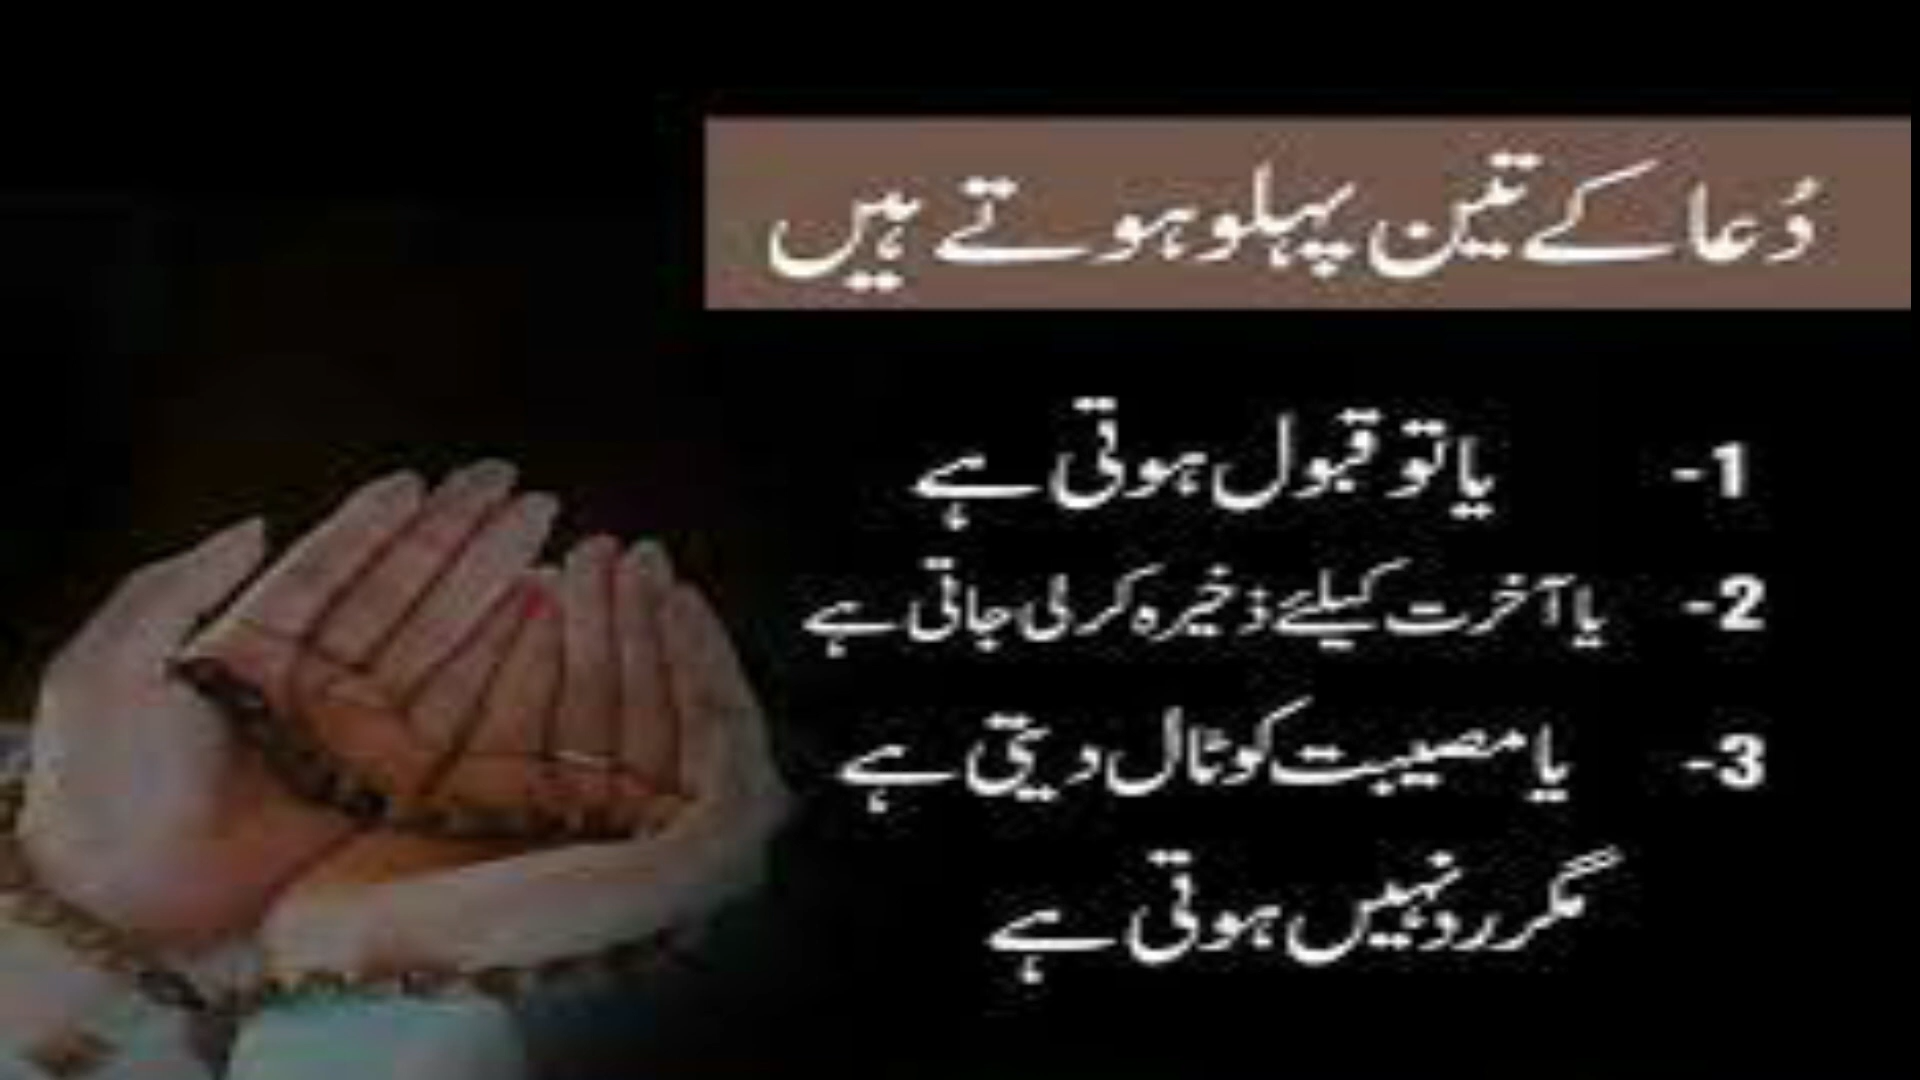 دُعا کے تین پہلو ہوتے ہیں
1- یا تو قبول ہوتی ہے
2- یا آخرت کیلئے ذخیرہ کر لی جاتی ہے
3- یا مصیبت کو ٹال دیتی ہے
مگر رد نہیں ہوتی ہے